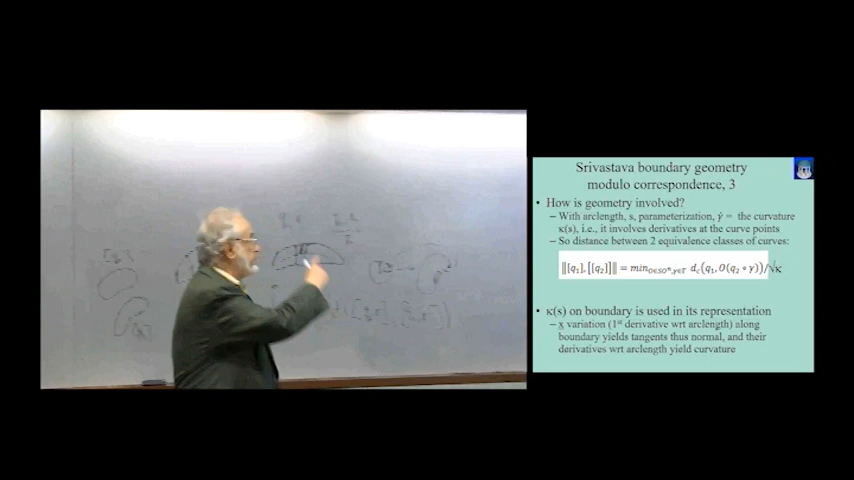 Srivastava boundary geometry
modulo correspondence, 3
• How is geometry involved?
– With arclength, s, parameterization, γ̇ = the curvature
κ(s), i.e., it involves derivatives at the curve points
– So distance between 2 equivalence classes of curves:
‖[q₁],[[q₂]]‖ = min_{O∈SOⁿ,γ∈Γ} d_c(q₁,O(q₂∘γ))/√κ
• κ(s) on boundary is used in its representation
– x variation (1st derivative wrt arclength) along
boundary yields tangents thus normal, and their
derivatives wrt arclength yield curvature